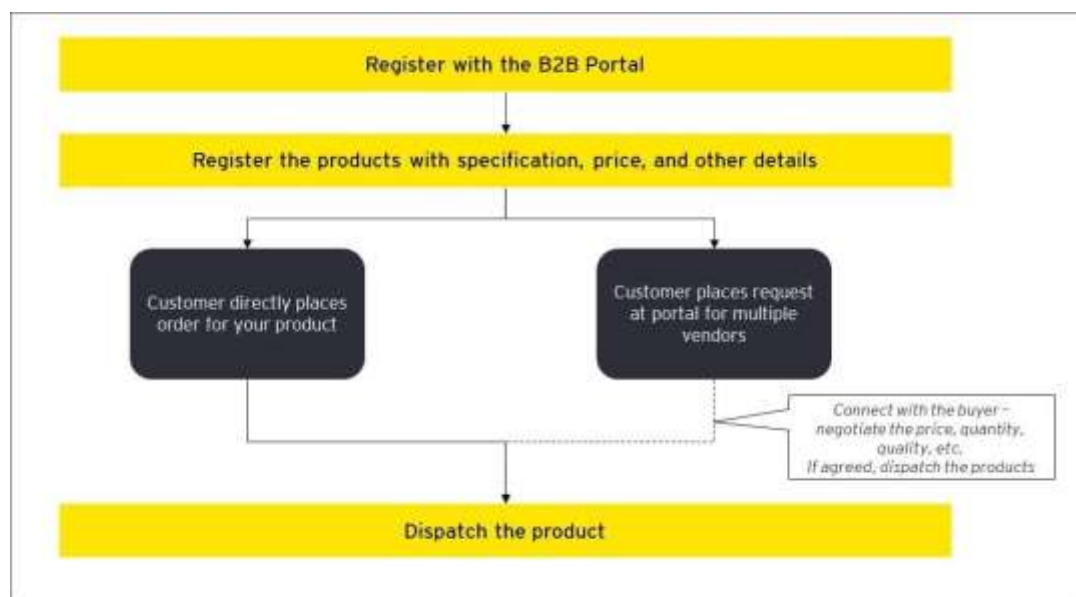 Register with the B2B Portal
Register the products with specification, price, and other details
Customer directly places
order for your product
Customer places request
at portal for multiple
vendors
Connect with the buyer –
negotiate the price, quantity,
quality, etc.
If agreed, dispatch the products
Dispatch the product